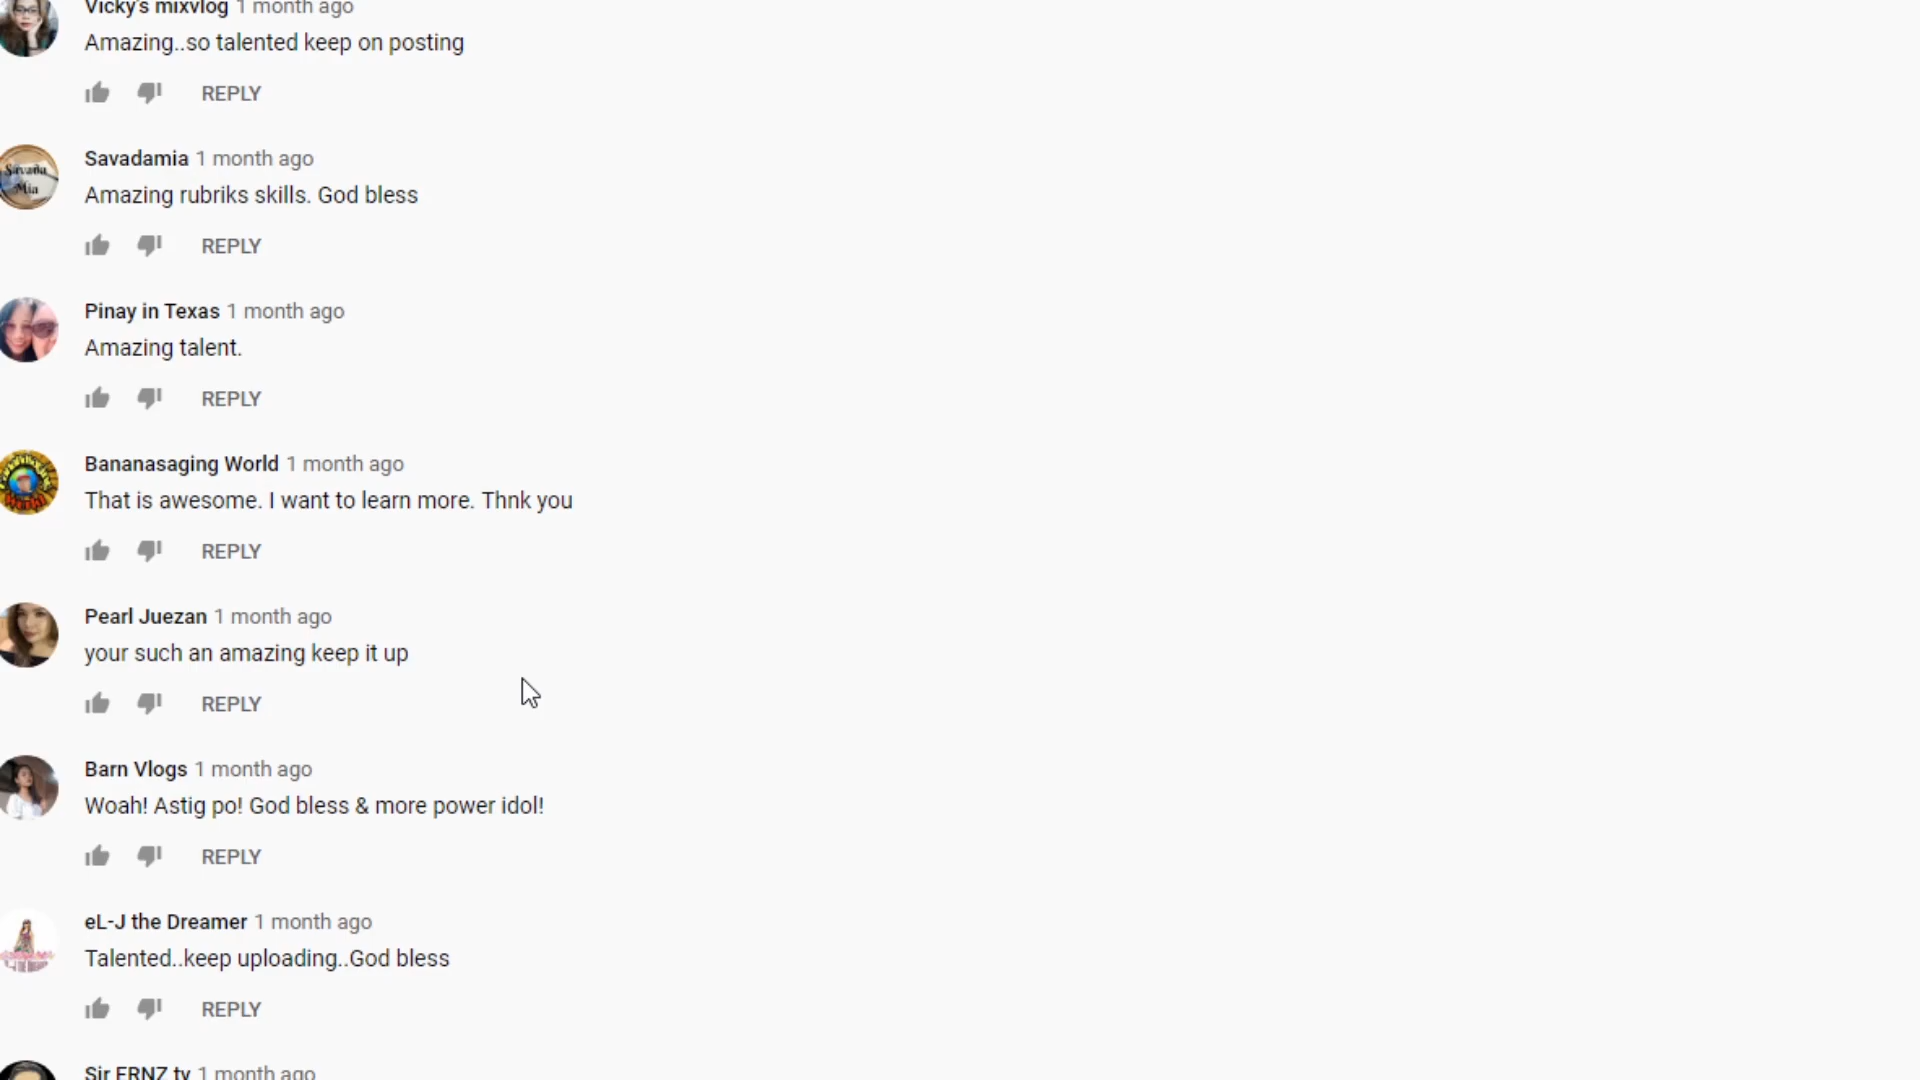 Vicky's mixvlog 1 month ago
Amazing..so talented keep on posting
REPLY
Savadamia 1 month ago
Savaña
Mia
Amazing rubriks skills. God bless
REPLY
Pinay in Texas 1 month ago
Amazing talent.
REPLY
Bananasaging World 1 month ago
That is awesome. I want to learn more. Thnk you
REPLY
Pearl Juezan 1 month ago
your such an amazing keep it up
REPLY
Barn Vlogs 1 month ago
Woah! Astig po! God bless & more power idol!
REPLY
eL-J the Dreamer 1 month ago
Talented..keep uploading..God bless
REPLY
Sir ERNZ tv 1 month ago